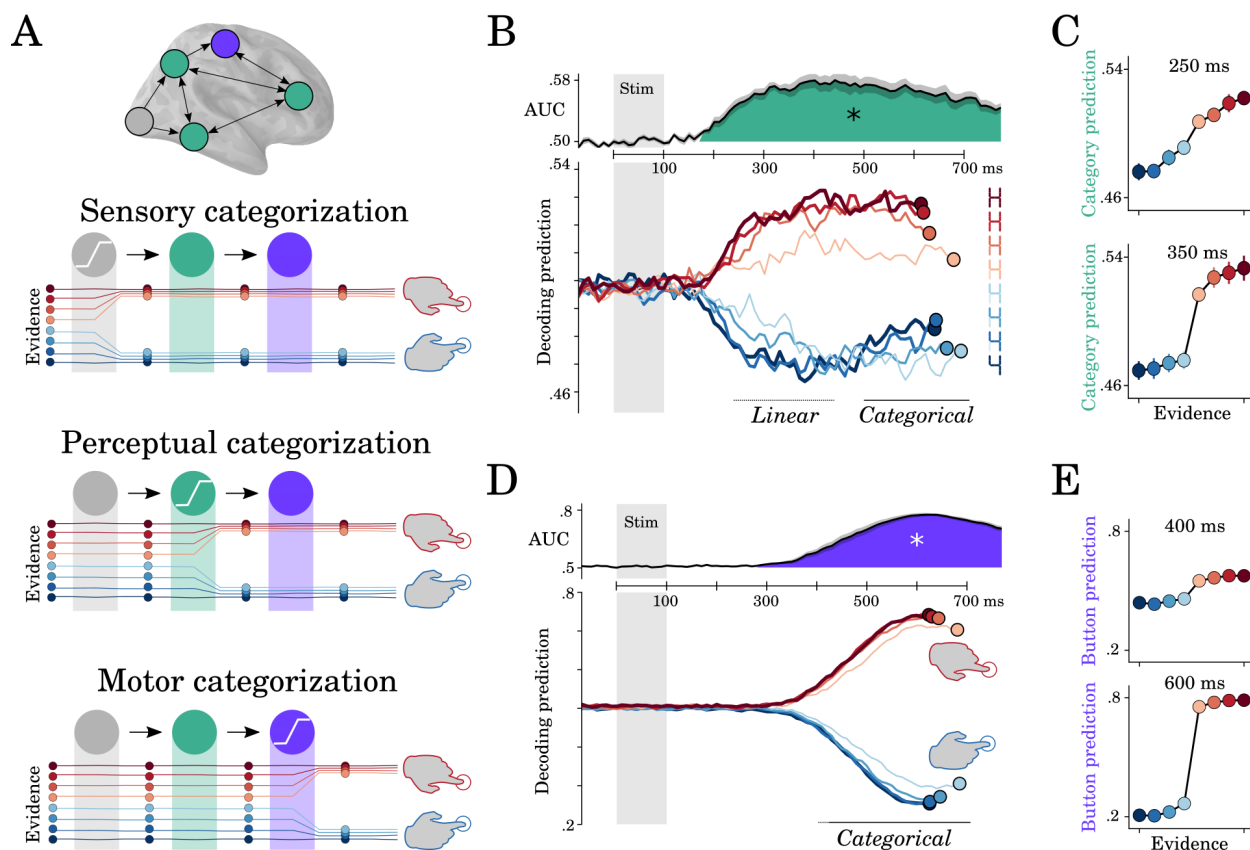 A
Sensory categorization
Evidence
Perceptual categorization
Evidence
Motor categorization
Evidence
B
.58
AUC
.50
Stim
*
100 300 500 700 ms
.54
Decoding prediction
.46
Linear Categorical
C
.54
Category prediction
.46
250 ms
.54
Category prediction
.46
350 ms
Evidence
D
.8
AUC
.5
Stim
*
100 300 500 700 ms
.8
Decoding prediction
.2
Categorical
E
.8
Button prediction
.2
400 ms
.8
Button prediction
.2
600 ms
Evidence